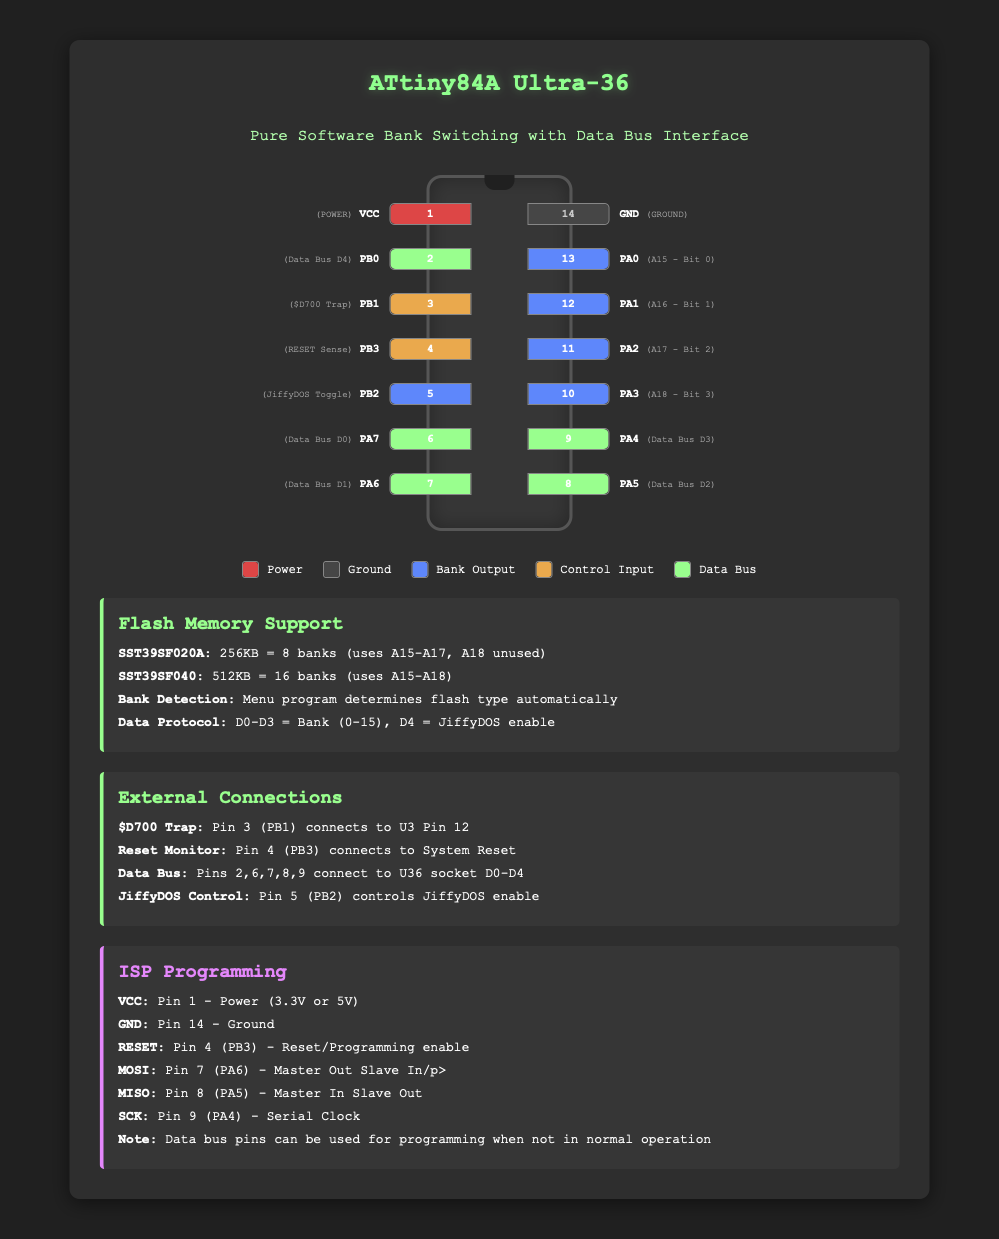 ATtiny84A Ultra-36
Pure Software Bank Switching with Data Bus Interface
(POWER) VCC 1 14 GND (GROUND)
(Data Bus D4) PB0 2 13 PA0 (A15 - Bit 0)
($D700 Trap) PB1 3 12 PA1 (A16 - Bit 1)
(RESET Sense) PB3 4 11 PA2 (A17 - Bit 2)
(JiffyDOS Toggle) PB2 5 10 PA3 (A18 - Bit 3)
(Data Bus D0) PA7 6 9 PA4 (Data Bus D3)
(Data Bus D1) PA6 7 8 PA5 (Data Bus D2)
Power Ground Bank Output Control Input Data Bus
Flash Memory Support
SST39SF020A: 256KB = 8 banks (uses A15-A17, A18 unused)
SST39SF040: 512KB = 16 banks (uses A15-A18)
Bank Detection: Menu program determines flash type automatically
Data Protocol: D0-D3 = Bank (0-15), D4 = JiffyDOS enable
External Connections
$D700 Trap: Pin 3 (PB1) connects to U3 Pin 12
Reset Monitor: Pin 4 (PB3) connects to System Reset
Data Bus: Pins 2,6,7,8,9 connect to U36 socket D0-D4
JiffyDOS Control: Pin 5 (PB2) controls JiffyDOS enable
ISP Programming
VCC: Pin 1 - Power (3.3V or 5V)
GND: Pin 14 - Ground
RESET: Pin 4 (PB3) - Reset/Programming enable
MOSI: Pin 7 (PA6) - Master Out Slave In/p>
MISO: Pin 8 (PA5) - Master In Slave Out
SCK: Pin 9 (PA4) - Serial Clock
Note: Data bus pins can be used for programming when not in normal operation